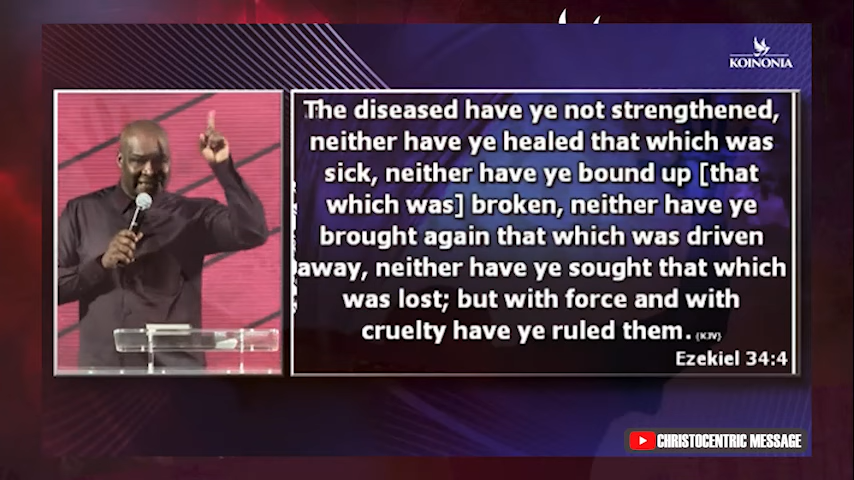 KOINONIA
The diseased have ye not strengthened,
neither have ye healed that which was
sick, neither have ye bound up [that
which was] broken, neither have ye
brought again that which was driven
away, neither have ye sought that which
was lost; but with force and with
cruelty have ye ruled them. (KJV)
Ezekiel 34:4
CHRISTOCENTRIC MESSAGE